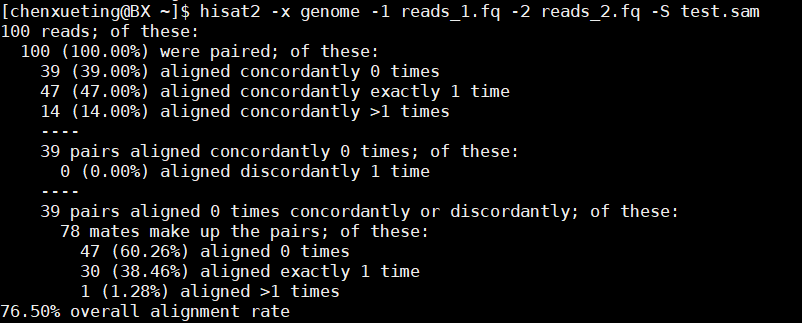 [chenxueting@BX ~]$ hisat2 -x genome -1 reads_1.fq -2 reads_2.fq -S test.sam
100 reads; of these:
  100 (100.00%) were paired; of these:
    39 (39.00%) aligned concordantly 0 times
    47 (47.00%) aligned concordantly exactly 1 time
    14 (14.00%) aligned concordantly >1 times
    ----
    39 pairs aligned concordantly 0 times; of these:
      0 (0.00%) aligned discordantly 1 time
    ----
    39 pairs aligned 0 times concordantly or discordantly; of these:
      78 mates make up the pairs; of these:
        47 (60.26%) aligned 0 times
        30 (38.46%) aligned exactly 1 time
        1 (1.28%) aligned >1 times
76.50% overall alignment rate